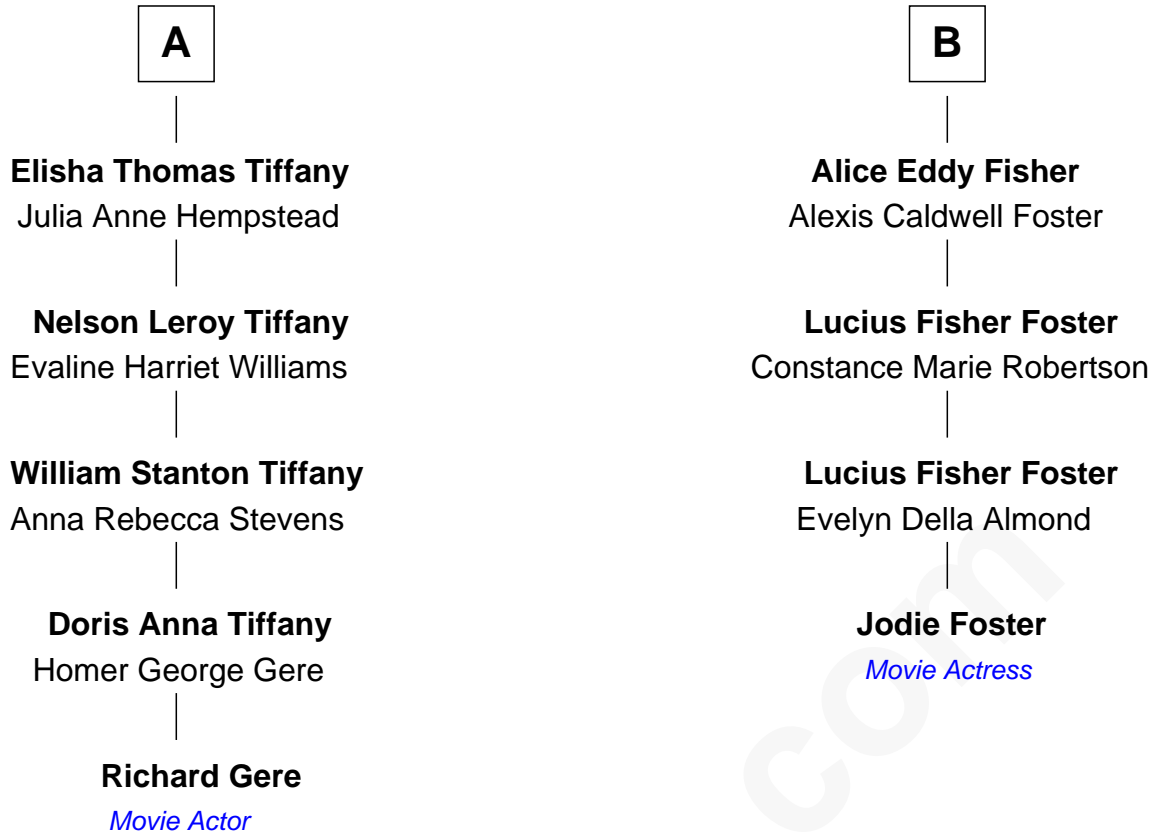 A
Elisha Thomas Tiffany
Julia Anne Hempstead
Nelson Leroy Tiffany
Evaline Harriet Williams
William Stanton Tiffany
Anna Rebecca Stevens
Doris Anna Tiffany
Homer George Gere
Richard Gere
Movie Actor
B
Alice Eddy Fisher
Alexis Caldwell Foster
Lucius Fisher Foster
Constance Marie Robertson
Lucius Fisher Foster
Evelyn Della Almond
Jodie Foster
Movie Actress
com